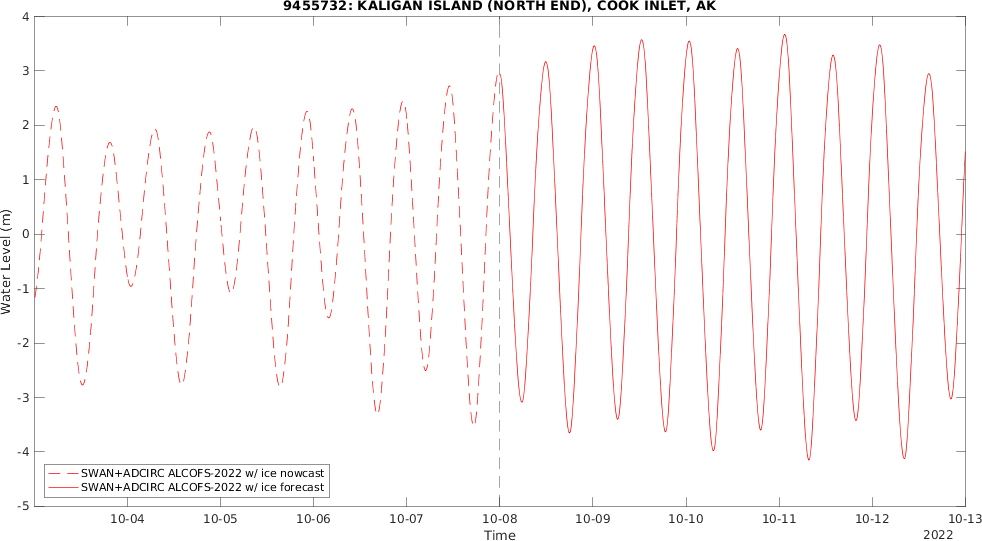 9455732: KALIGAN ISLAND (NORTH END), COOK INLET, AK
4
3
2
1
0
-1
-2
-3
-4
-5
Water Level (m)
SWAN+ADCIRC ALCOFS-2022 w/ ice nowcast
SWAN+ADCIRC ALCOFS-2022 w/ ice forecast
10-04 10-05 10-06 10-07 10-08 10-09 10-10 10-11 10-12 10-13
Time
2022